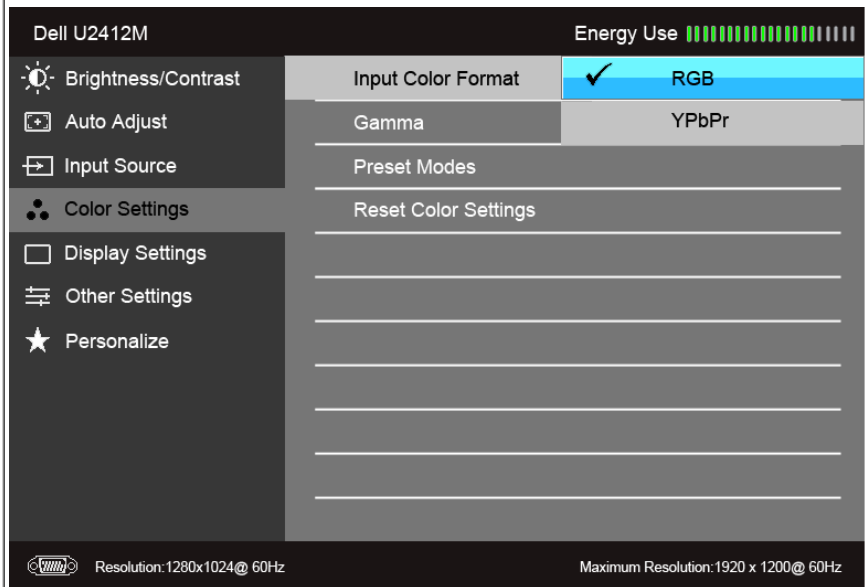 Dell U2412M
Energy Use
Brightness/Contrast
Auto Adjust
Input Source
Color Settings
Display Settings
Other Settings
Personalize
Input Color Format
Gamma
Preset Modes
Reset Color Settings
RGB
YPbPr
Resolution:1280x1024@ 60Hz
Maximum Resolution:1920 x 1200@ 60Hz